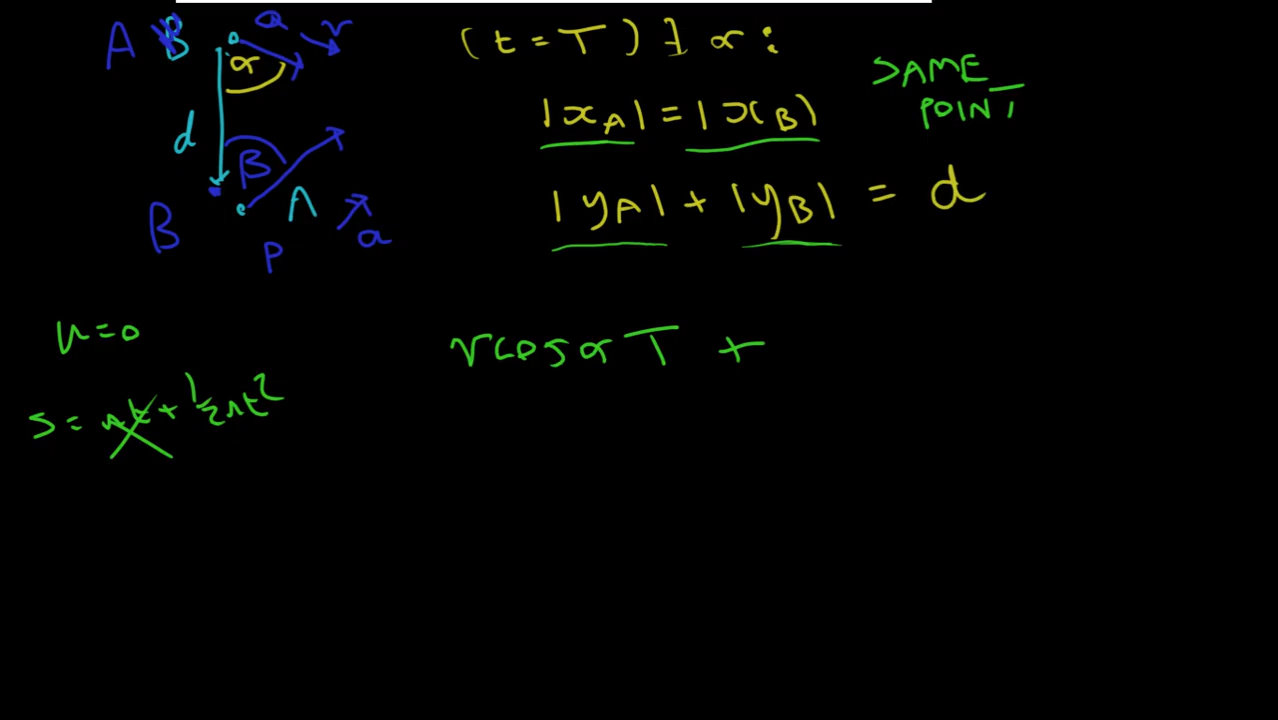 A B Q v
α
d
β
B
P
a
(t = T) ∃ α :
|x_A| = |x_B|
|y_A| + |y_B| = d
SAME
POINT
u = 0
s = ut + ½at²
v cos α T +